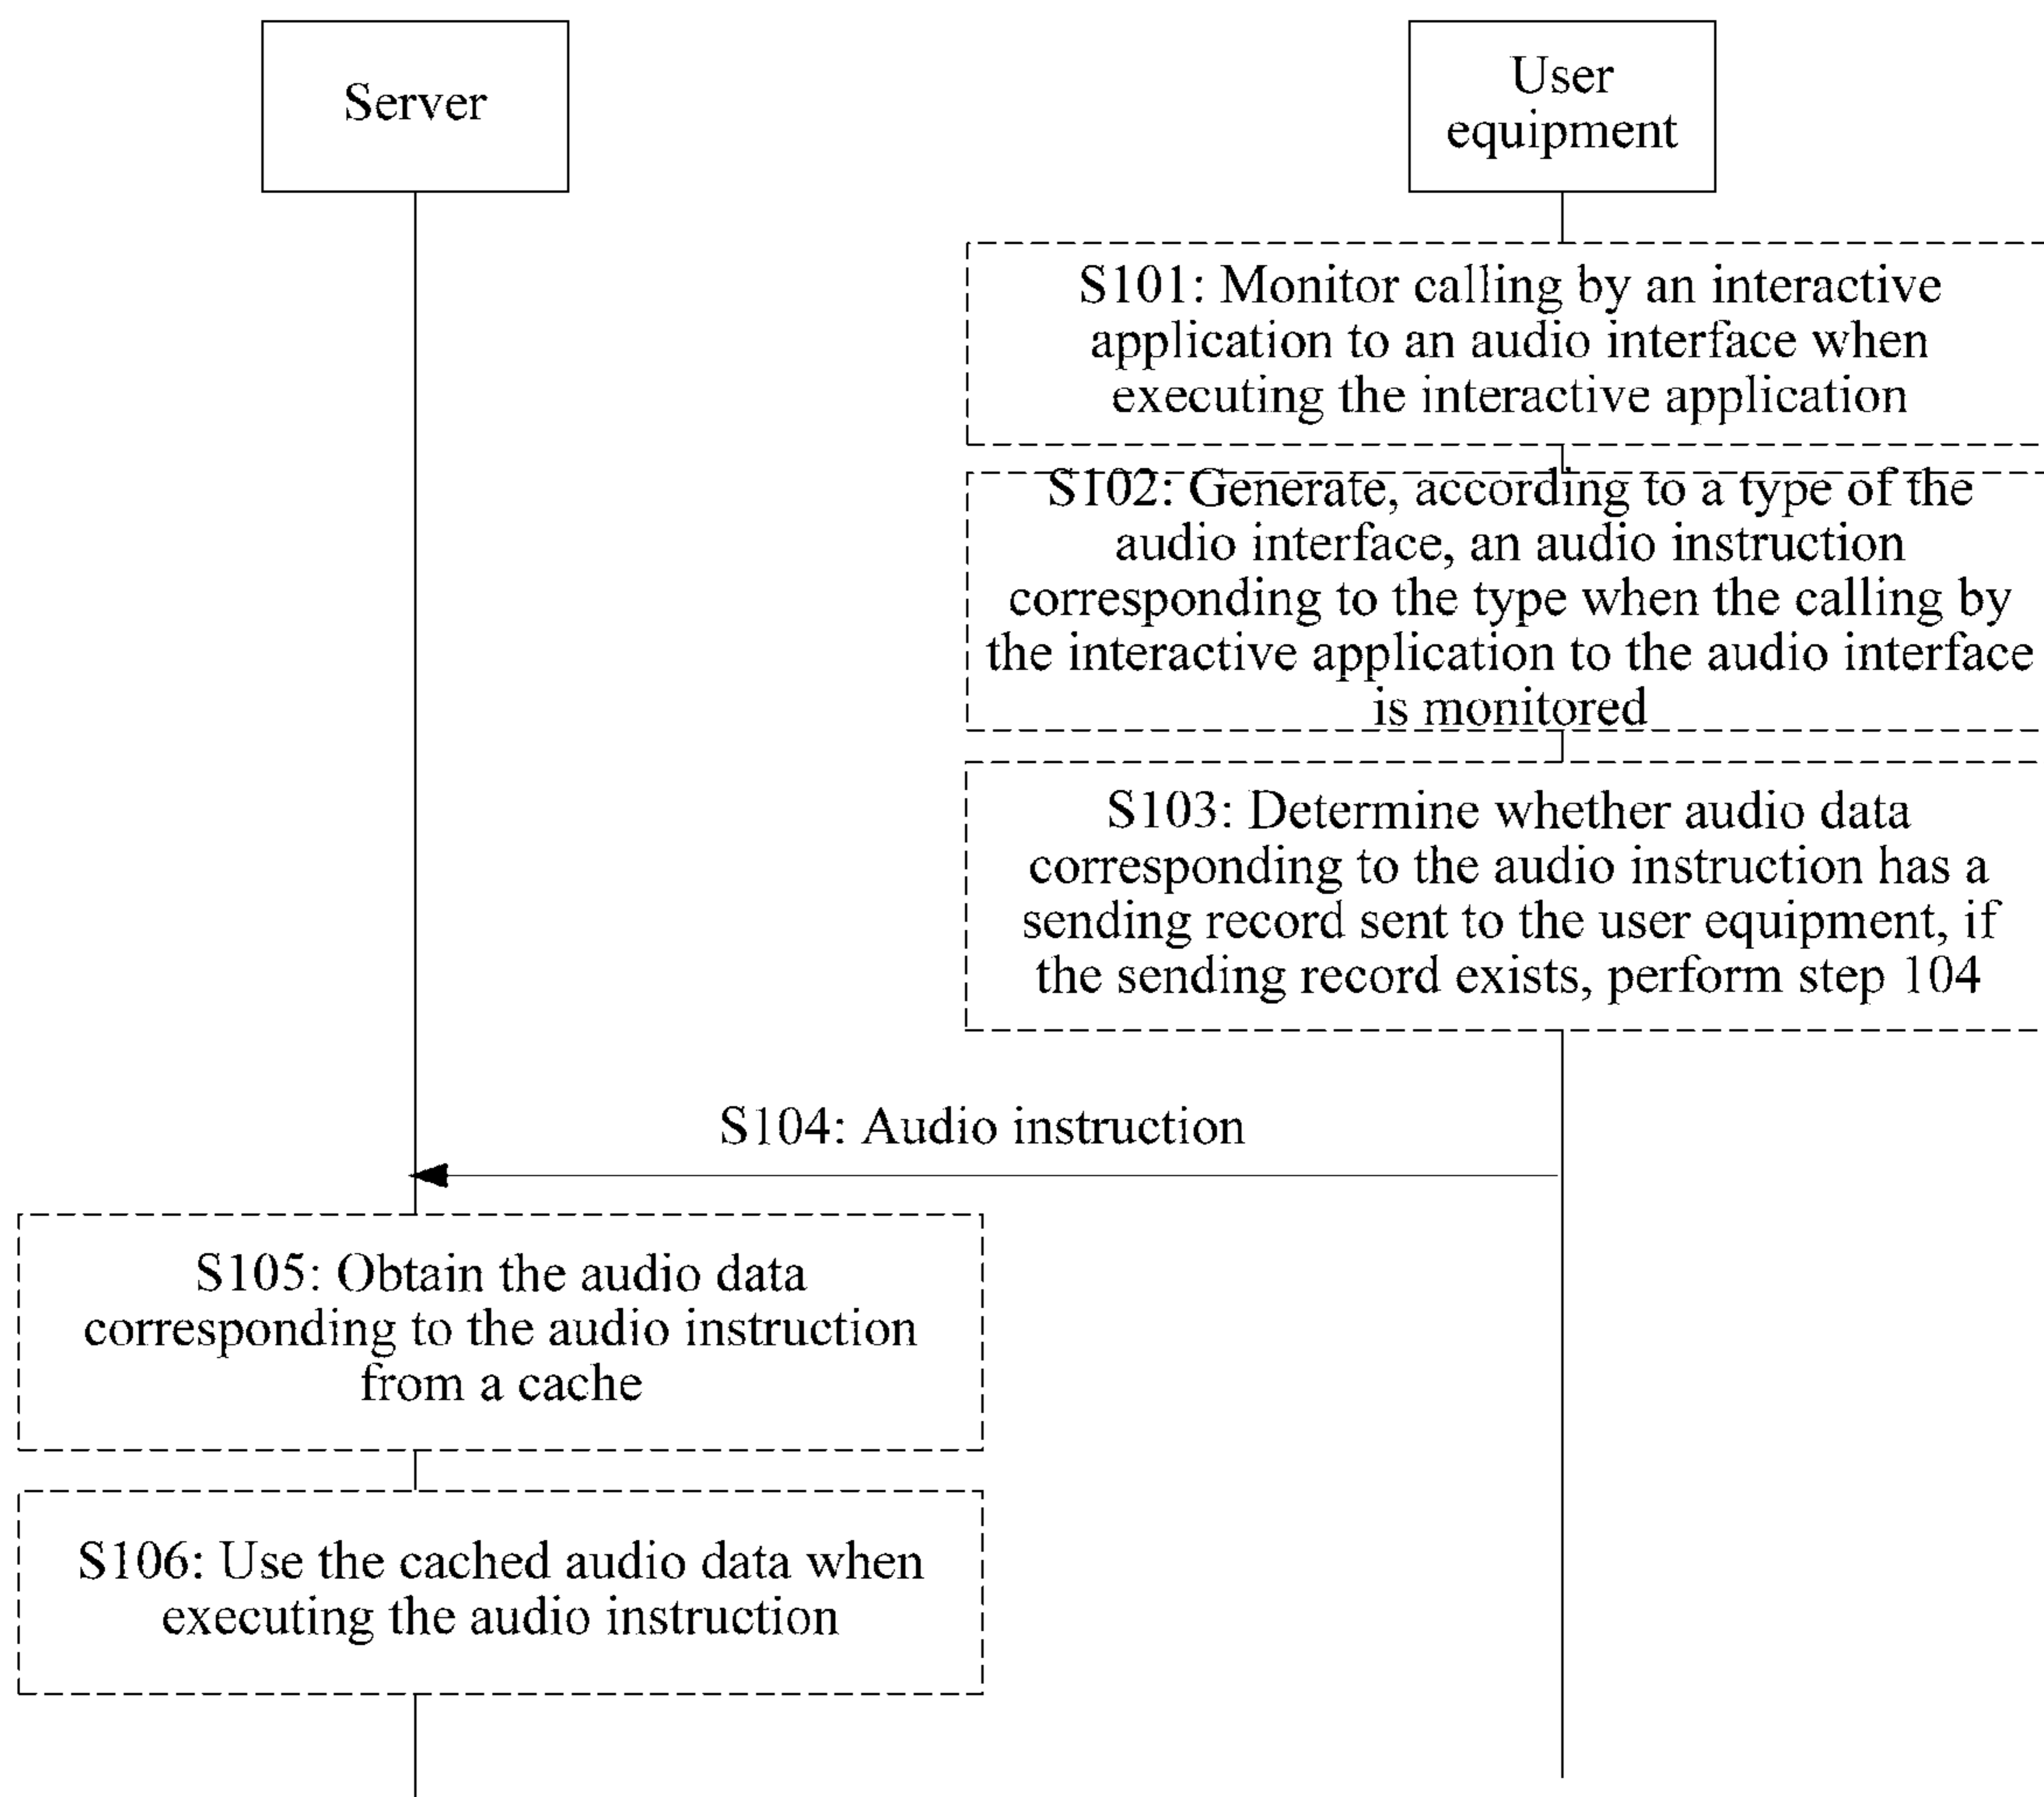 Server
User
equipment
S101: Monitor calling by an interactive
application to an audio interface when
executing the interactive application
S102: Generate, according to a type of the
audio interface, an audio instruction
corresponding to the type when the calling by
the interactive application to the audio interface
is monitored
S103: Determine whether audio data
corresponding to the audio instruction has a
sending record sent to the user equipment, if
the sending record exists, perform step 104
S104: Audio instruction
S105: Obtain the audio data
corresponding to the audio instruction
from a cache
S106: Use the cached audio data when
executing the audio instruction